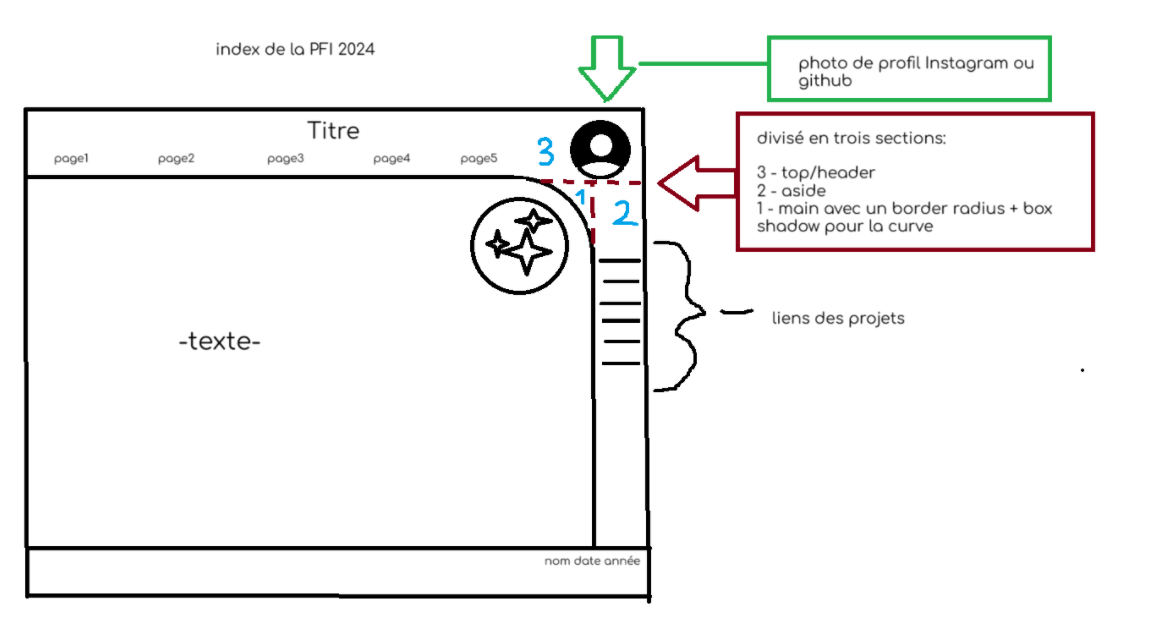 index de la PFI 2024
photo de profil Instagram ou
github
Titre
page1 page2 page3 page4 page5
3
divisé en trois sections:
3 - top/header
2 - aside
1 - main avec un border radius + box
shadow pour la curve
1
2
liens des projets
-texte-
nom date année